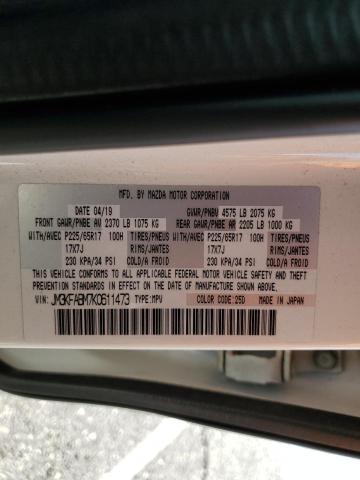 MFD. BY MAZDA MOTOR CORPORATION
DATE 04/19 GVWR/PNBV 4575 LB 2075 KG
FRONT GAWR/PNBE AV 2370 LB 1075 KG REAR GAWR/PNBE AR 2205 LB 1000 KG
WITH/AVEC P225/65R17 100H TIRES/PNEUS WITH/AVEC P225/65R17 100H TIRES/PNEUS
17X7J RIMS/JANTES 17X7J RIMS/JANTES
230 KPA/34 PSI COLD/A FROID 230 KPA/34 PSI COLD/A FROID
THIS VEHICLE CONFORMS TO ALL APPLICABLE FEDERAL MOTOR VEHICLE SAFETY AND THEFT
PREVENTION STANDARDS IN EFFECT ON THE DATE OF MANUFACTURE SHOWN ABOVE.
VIN: JM3KFABM7K0611473 TYPE:MPV COLOR CODE:25D MADE IN JAPAN